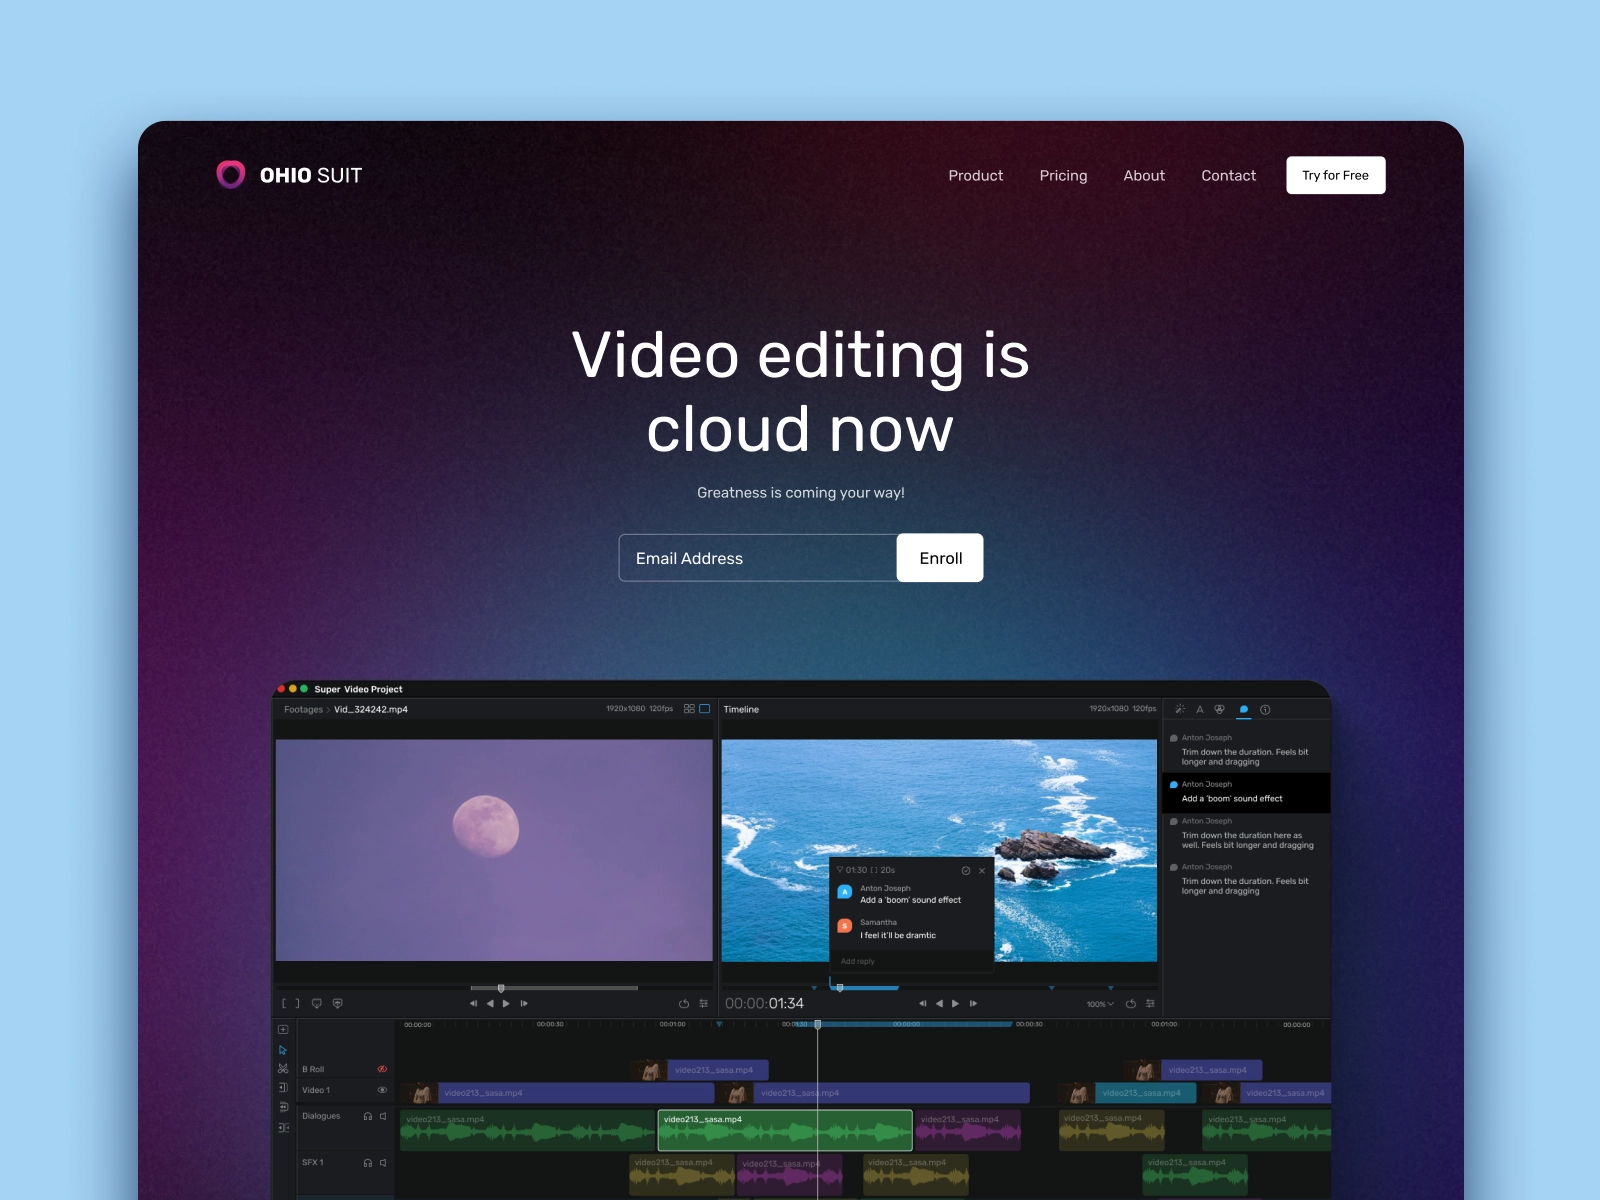 OHIO SUIT
Product Pricing About Contact Try for Free
Video editing is
cloud now
Greatness is coming your way!
Email Address Enroll
Super Video Project
Footages › Vid_324242.mp4 1920x1080 120fps
Timeline 1920x1080 120fps
Anton Joseph
Trim down the duration. Feels bit
longer and dragging
Anton Joseph
Add a 'boom' sound effect
Anton Joseph
Trim down the duration here as
well. Feels bit longer and dragging
Anton Joseph
Trim down the duration. Feels bit
longer and dragging
01:30 [ ] 20s
A Anton Joseph
Add a 'boom' sound effect
S Samantha
I feel it'll be dramtic
Add reply
00:00:01:34
100%
00:00:00 00:00:30 00:01:00 00:01:30 00:00:00 00:00:30 00:01:00 00:00:00
B Roll
video213_sasa.mp4 video213_sasa.mp4
Video 1
video213_sasa.mp4 video213_sasa.mp4 video213_sasa.mp4 video213_sasa.mp4
Dialogues
video213_sasa.mp4 video213_sasa.mp4 video213_sasa.mp4 video213_sasa.mp4 video213_sasa.mp4
SFX 1
video213_sasa.mp4 video213_sasa.mp4 video213_sasa.mp4 video213_sasa.mp4